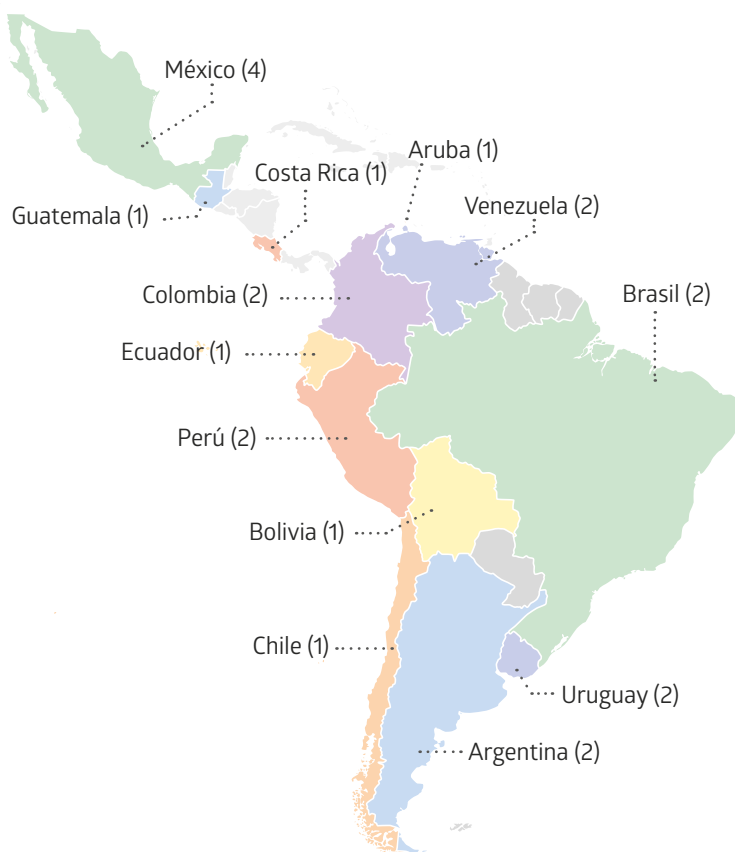 México (4)
Aruba (1)
Costa Rica (1)
Venezuela (2)
Guatemala (1)
Colombia (2)
Brasil (2)
Ecuador (1)
Perú (2)
Bolivia (1)
Chile (1)
Uruguay (2)
Argentina (2)